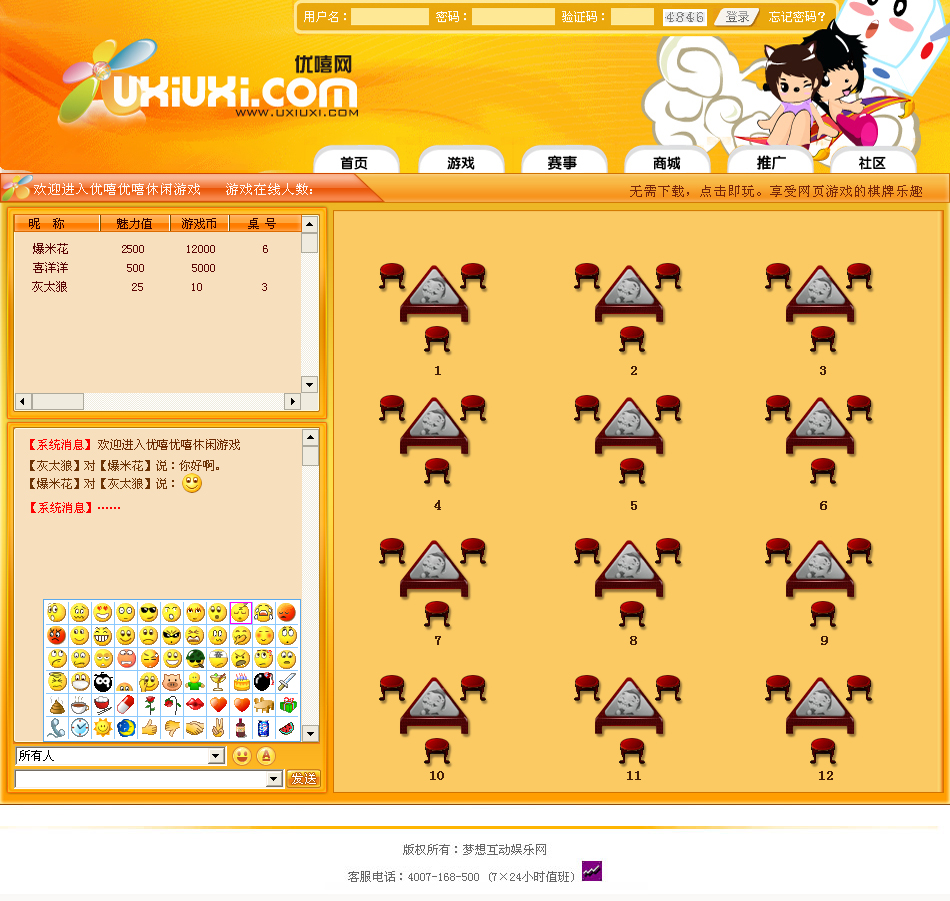 用户名： 密码： 验证码： 4846 登录 忘记密码?
优嘻网
UXIUXI.COM
WWW.UXIUXI.COM
首页 游戏 赛事 商城 推广 社区
欢迎进入优嘻优嘻休闲游戏 游戏在线人数：
无需下载，点击即玩。享受网页游戏的棋牌乐趣
昵 称 魅力值 游戏币 桌 号
爆米花 2500 12000 6
喜洋洋 500 5000
灰太狼 25 10 3
【系统消息】欢迎进入优嘻优嘻休闲游戏
【灰太狼】对【爆米花】说：你好啊。
【爆米花】对【灰太狼】说：
【系统消息】……
所有人
发送
1 2 3
4 5 6
7 8 9
10 11 12
版权所有：梦想互动娱乐网
客服电话：4007-168-500 (7×24小时值班)